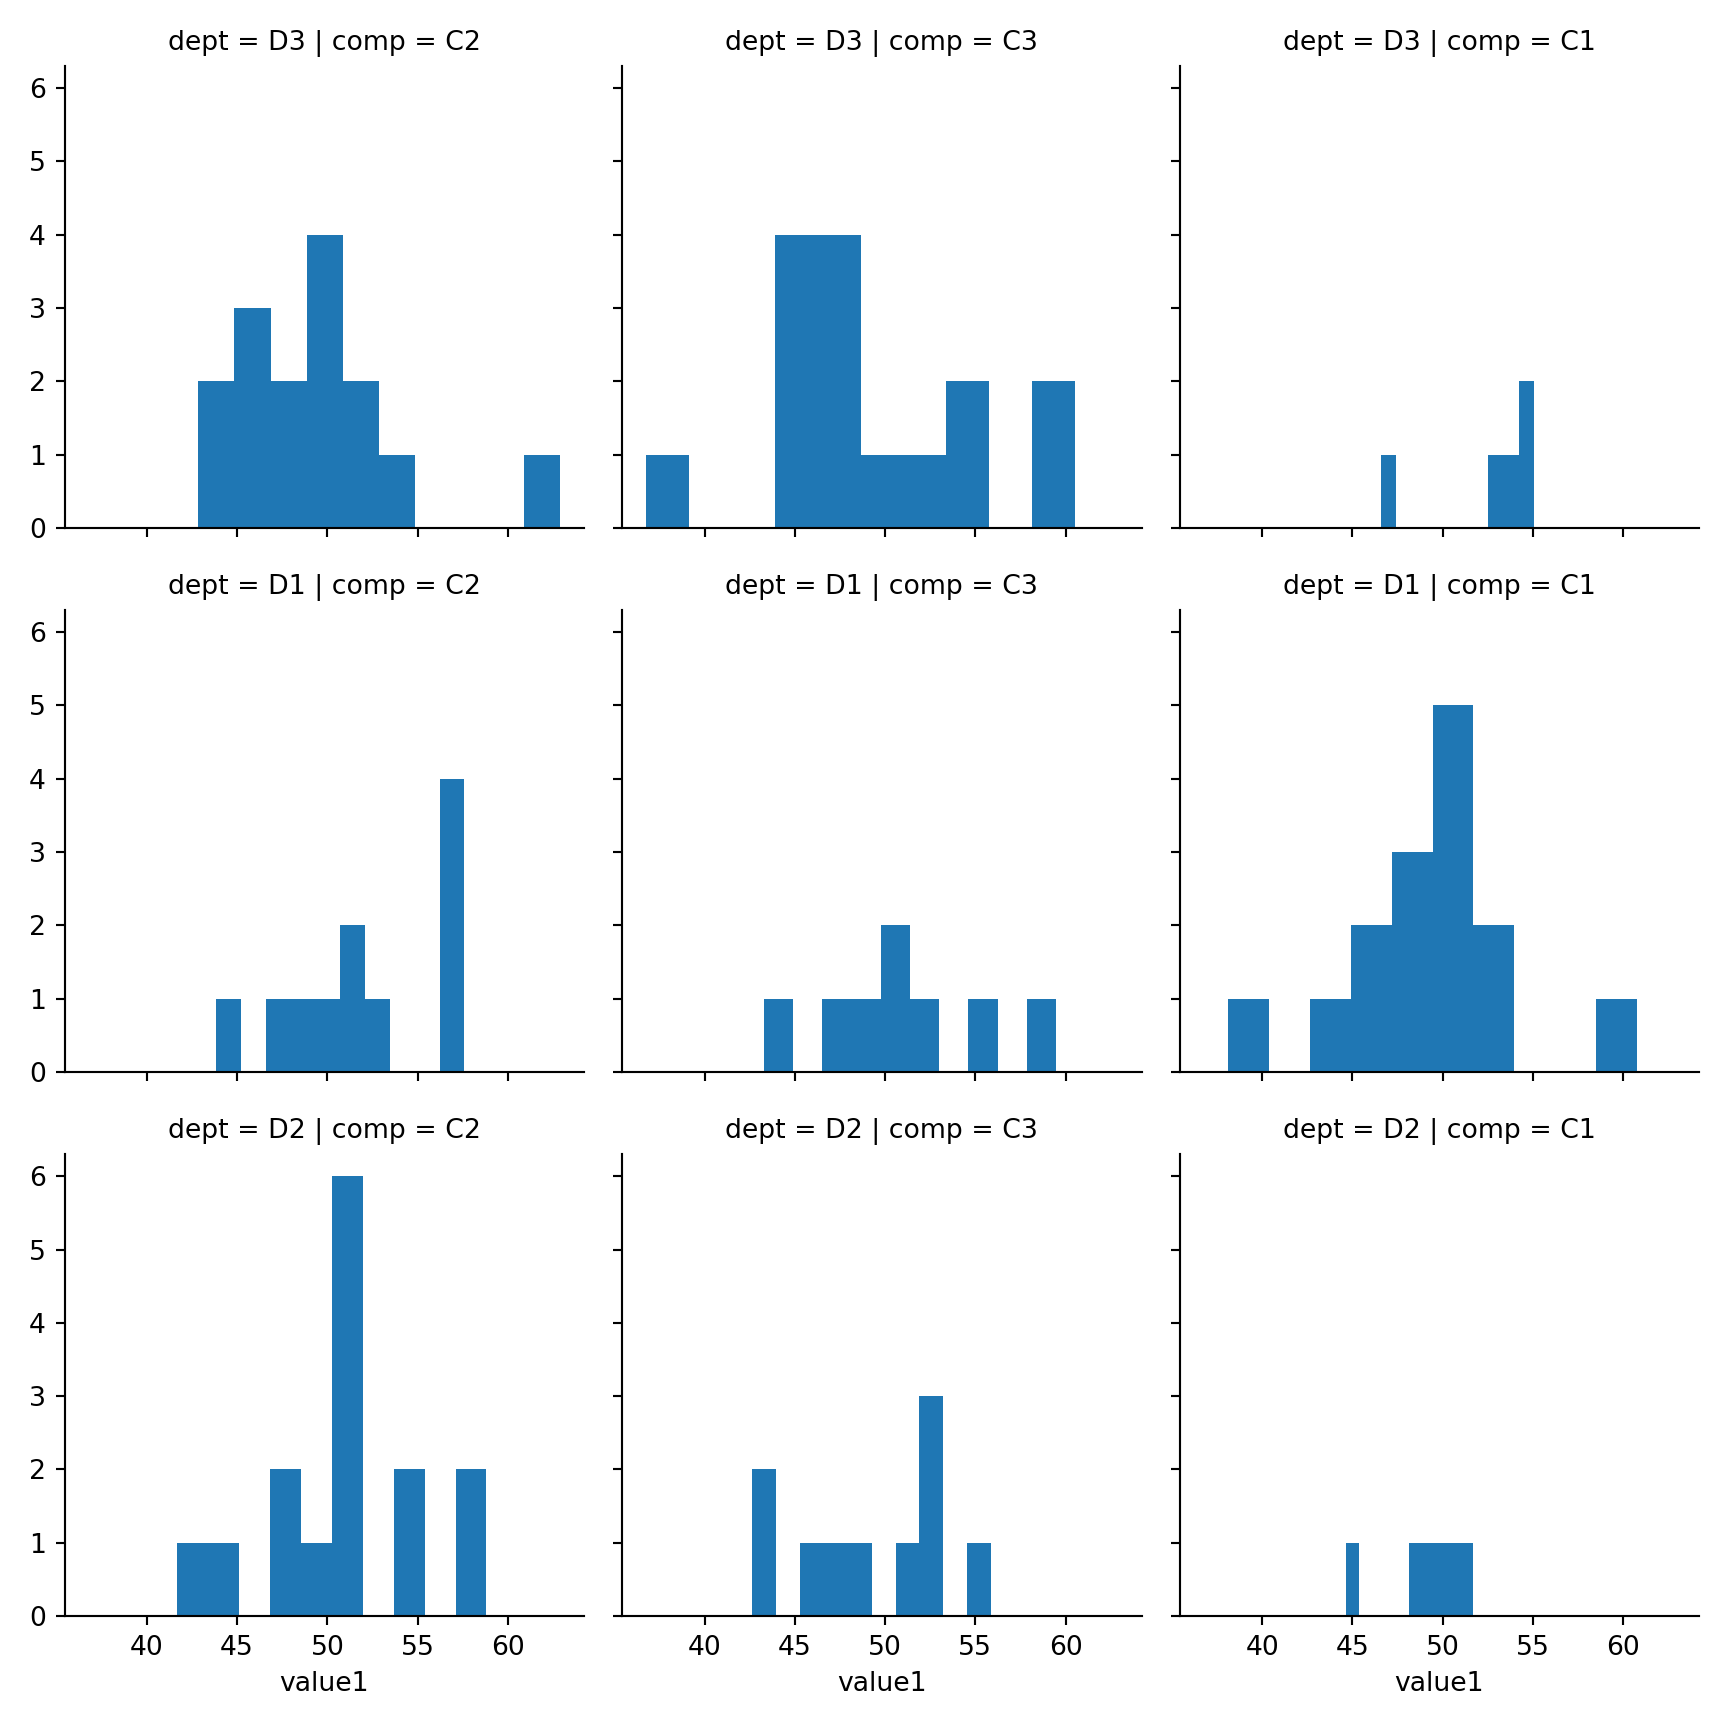 dept = D3 | comp = C2
dept = D3 | comp = C3
dept = D3 | comp = C1
6
5
4
3
2
1
0
dept = D1 | comp = C2
dept = D1 | comp = C3
dept = D1 | comp = C1
6
5
4
3
2
1
0
dept = D2 | comp = C2
dept = D2 | comp = C3
dept = D2 | comp = C1
6
5
4
3
2
1
0
40 45 50 55 60
value1
40 45 50 55 60
value1
40 45 50 55 60
value1